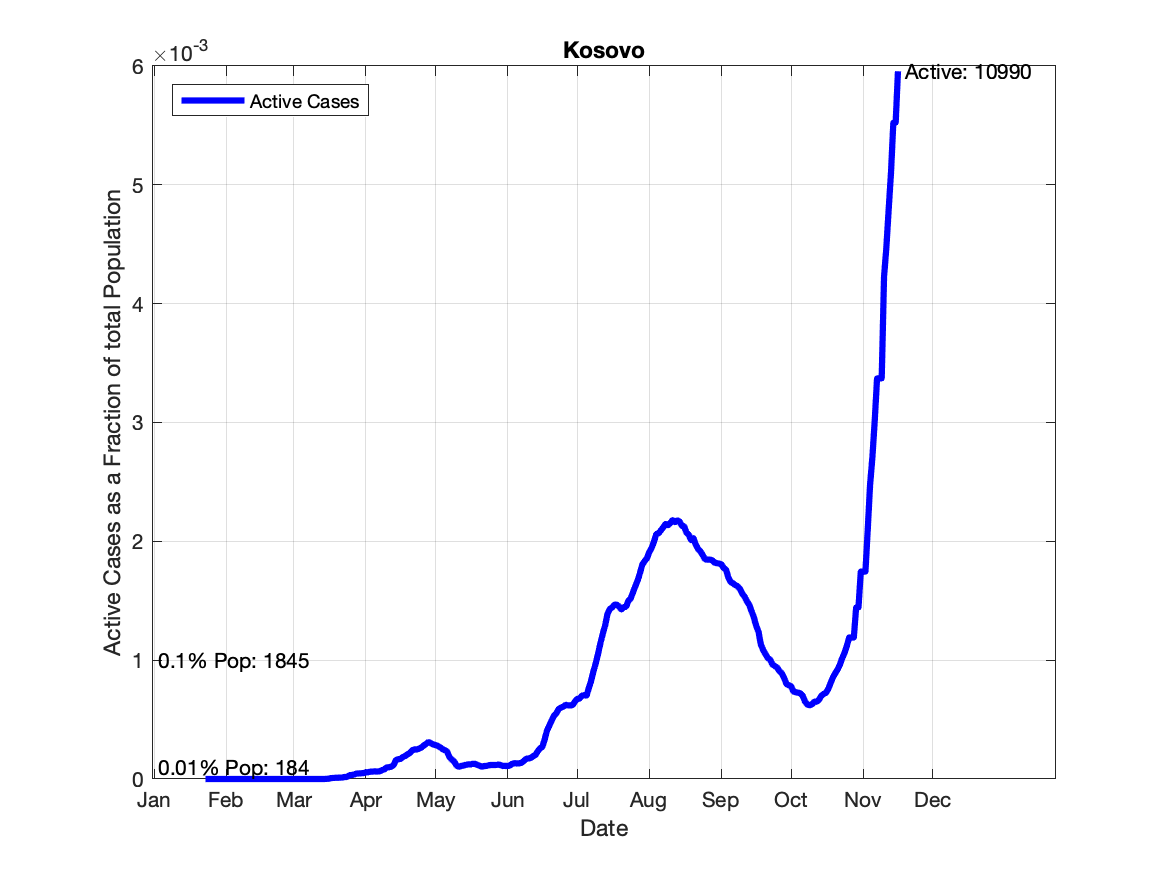 Kosovo
×10-3
6
5
4
3
2
1
0
Active Cases
Active: 10990
0.1% Pop: 1845
0.01% Pop: 184
Active Cases as a Fraction of total Population
Jan Feb Mar Apr May Jun Jul Aug Sep Oct Nov Dec
Date